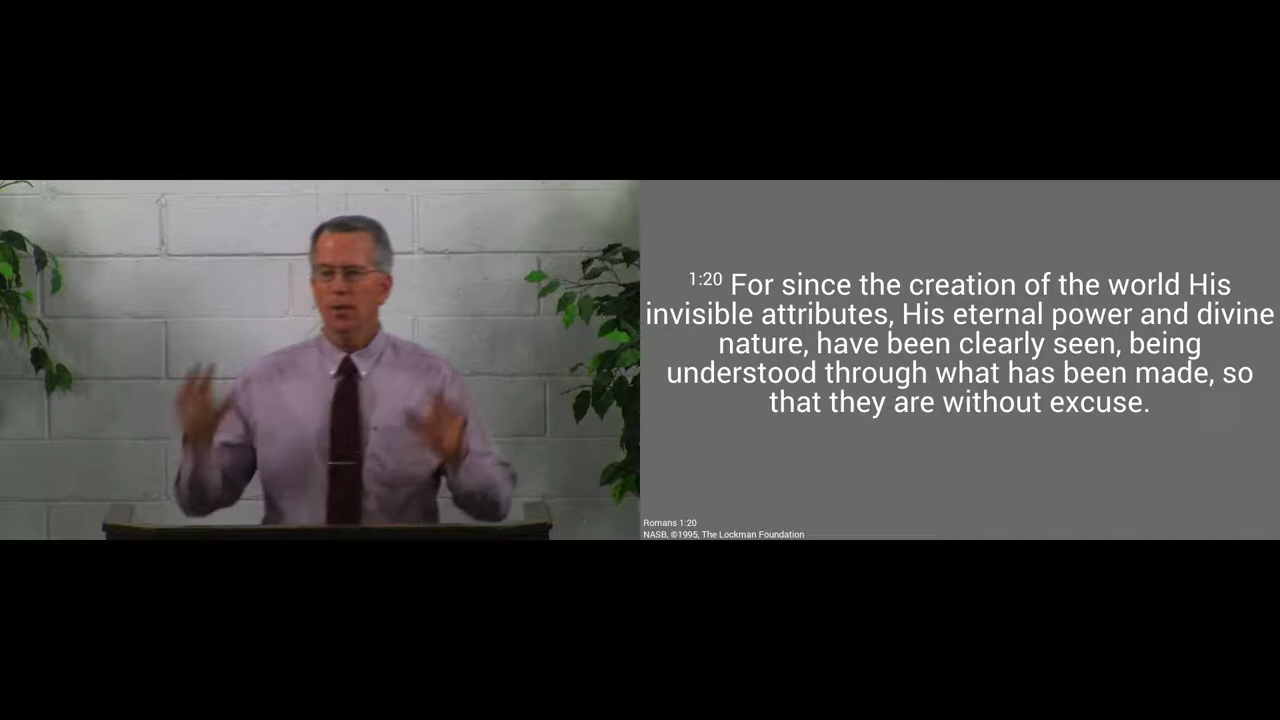 1:20 For since the creation of the world His
invisible attributes, His eternal power and divine
nature, have been clearly seen, being
understood through what has been made, so
that they are without excuse.
Romans 1:20
NASB, ©1995, The Lockman Foundation